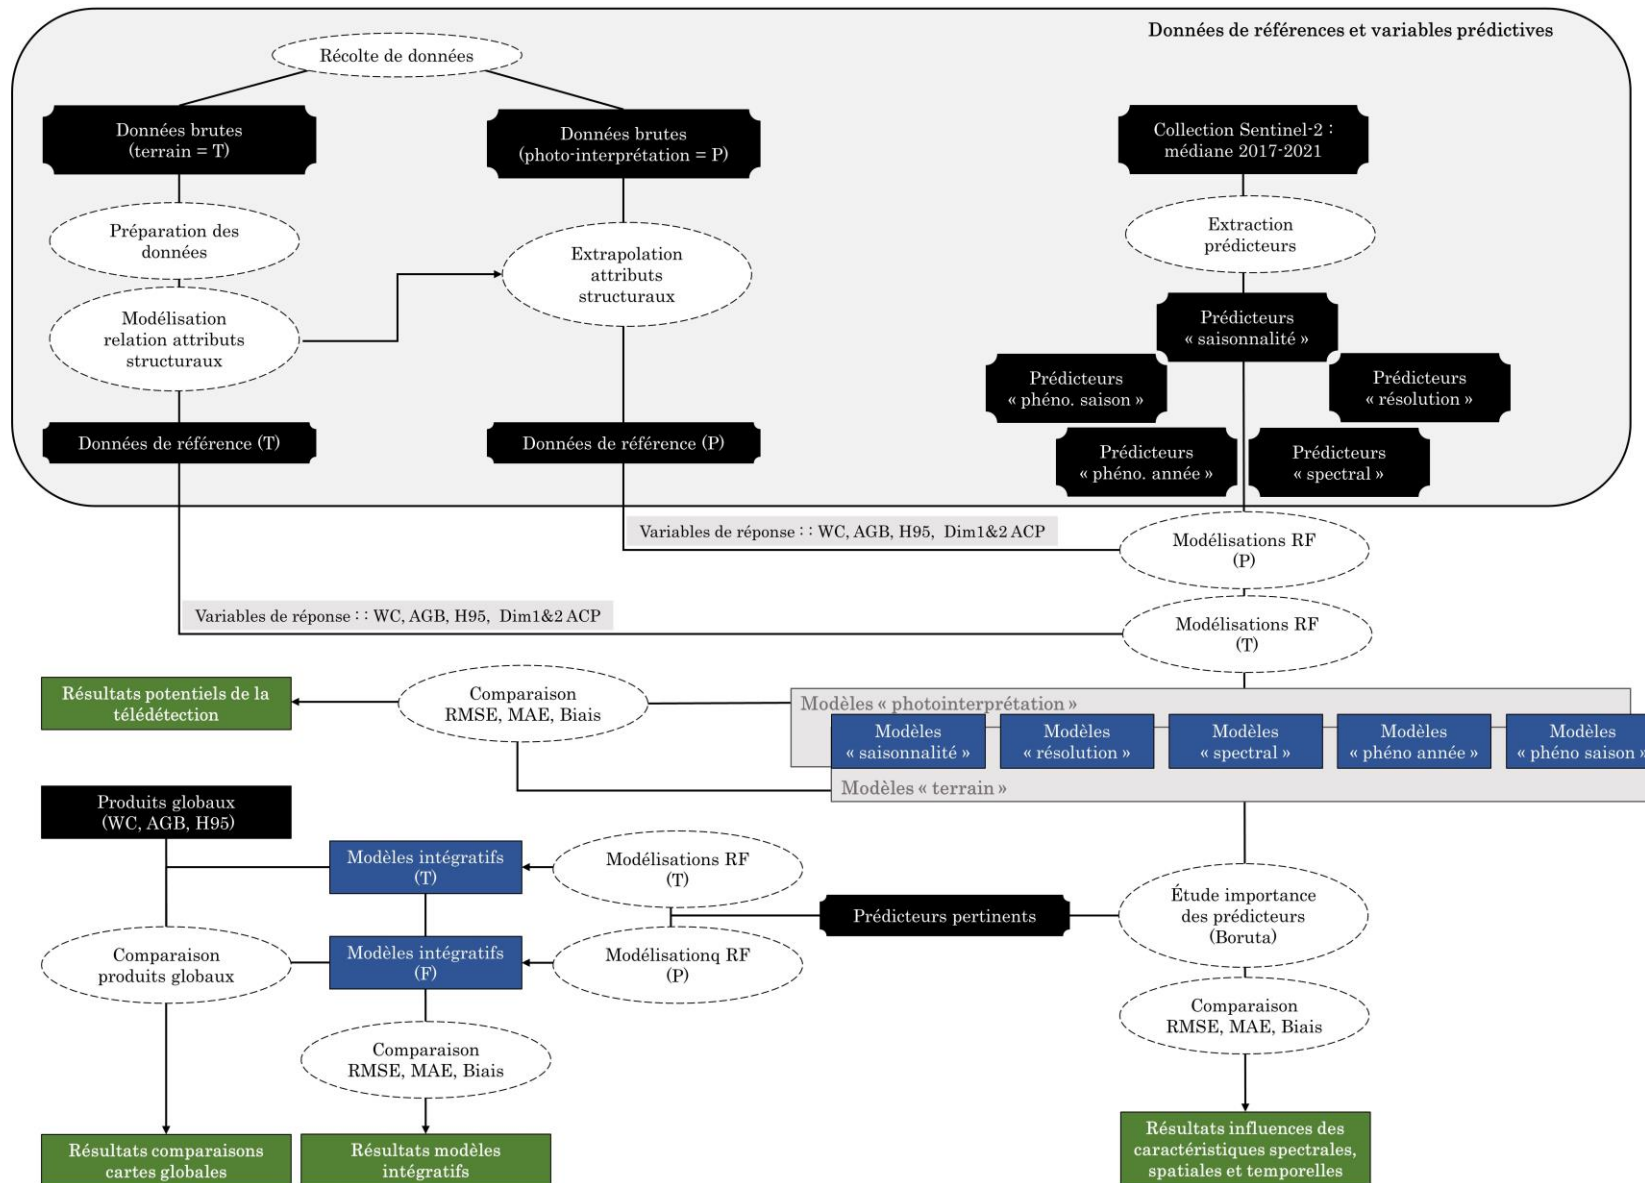 Données de références et variables prédictives
Récolte de données
Données brutes
(terrain = T)
Données brutes
(photo-interprétation = P)
Collection Sentinel-2 :
médiane 2017-2021
Préparation des
données
Extrapolation
attributs
structuraux
Extraction
prédicteurs
Modélisation
relation attributs
structuraux
Prédicteurs
« saisonnalité »
Prédicteurs
« phéno. saison »
Prédicteurs
« résolution »
Données de référence (T)
Données de référence (P)
Prédicteurs
« phéno. année »
Prédicteurs
« spectral »
Variables de réponse : : WC, AGB, H95, Dim1&2 ACP
Modélisations RF
(P)
Variables de réponse : : WC, AGB, H95, Dim1&2 ACP
Modélisations RF
(T)
Résultats potentiels de la
télédétection
Comparaison
RMSE, MAE, Biais
Modèles « photointerprétation »
Modèles
« saisonnalité »
Modèles
« résolution »
Modèles
« spectral »
Modèles
« phéno année »
Modèles
« phéno saison »
Modèles « terrain »
Produits globaux
(WC, AGB, H95)
Modèles intégratifs
(T)
Modélisations RF
(T)
Prédicteurs pertinents
Étude importance
des prédicteurs
(Boruta)
Comparaison
produits globaux
Modèles intégratifs
(F)
Modélisationq RF
(P)
Comparaison
RMSE, MAE, Biais
Comparaison
RMSE, MAE, Biais
Résultats comparaisons
cartes globales
Résultats modèles
intégratifs
Résultats influences des
caractéristiques spectrales,
spatiales et temporelles